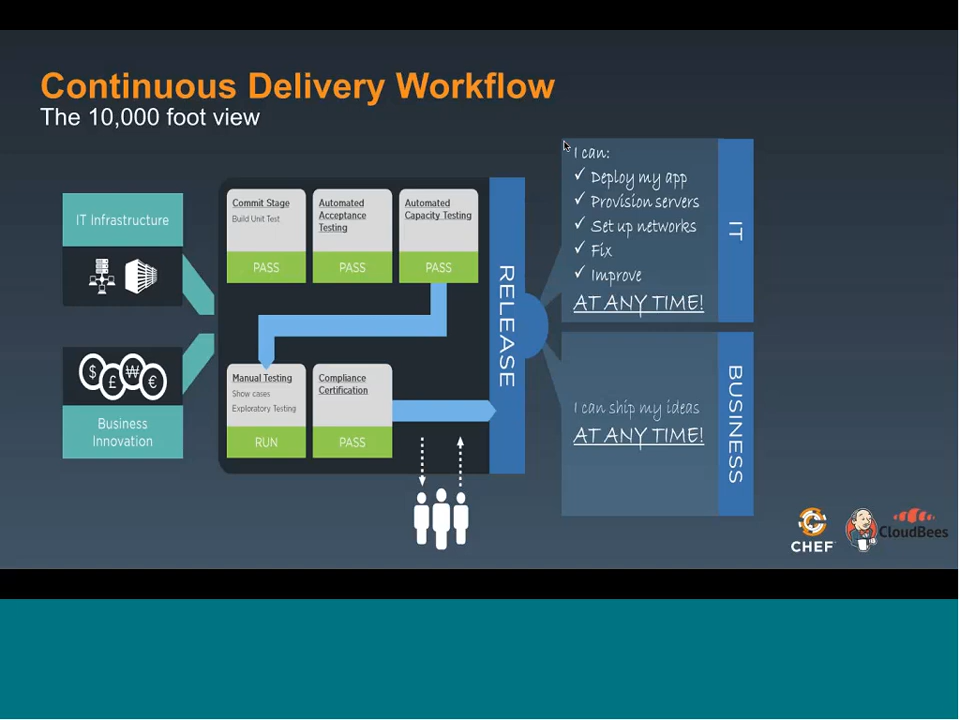 Continuous Delivery Workflow
The 10,000 foot view
IT Infrastructure
$ £ ₩ €
Business
Innovation
Commit Stage
Build Unit Test
PASS
Automated
Acceptance
Testing
PASS
Automated
Capacity Testing
PASS
Manual Testing
Show cases
Exploratory Testing
RUN
Compliance
Certification
PASS
RELEASE
I can:
✓ Deploy my app
✓ Provision servers
✓ Set up networks
✓ Fix
✓ Improve
AT ANY TIME!
IT
I can ship my ideas
AT ANY TIME!
BUSINESS
CHEF
CloudBees